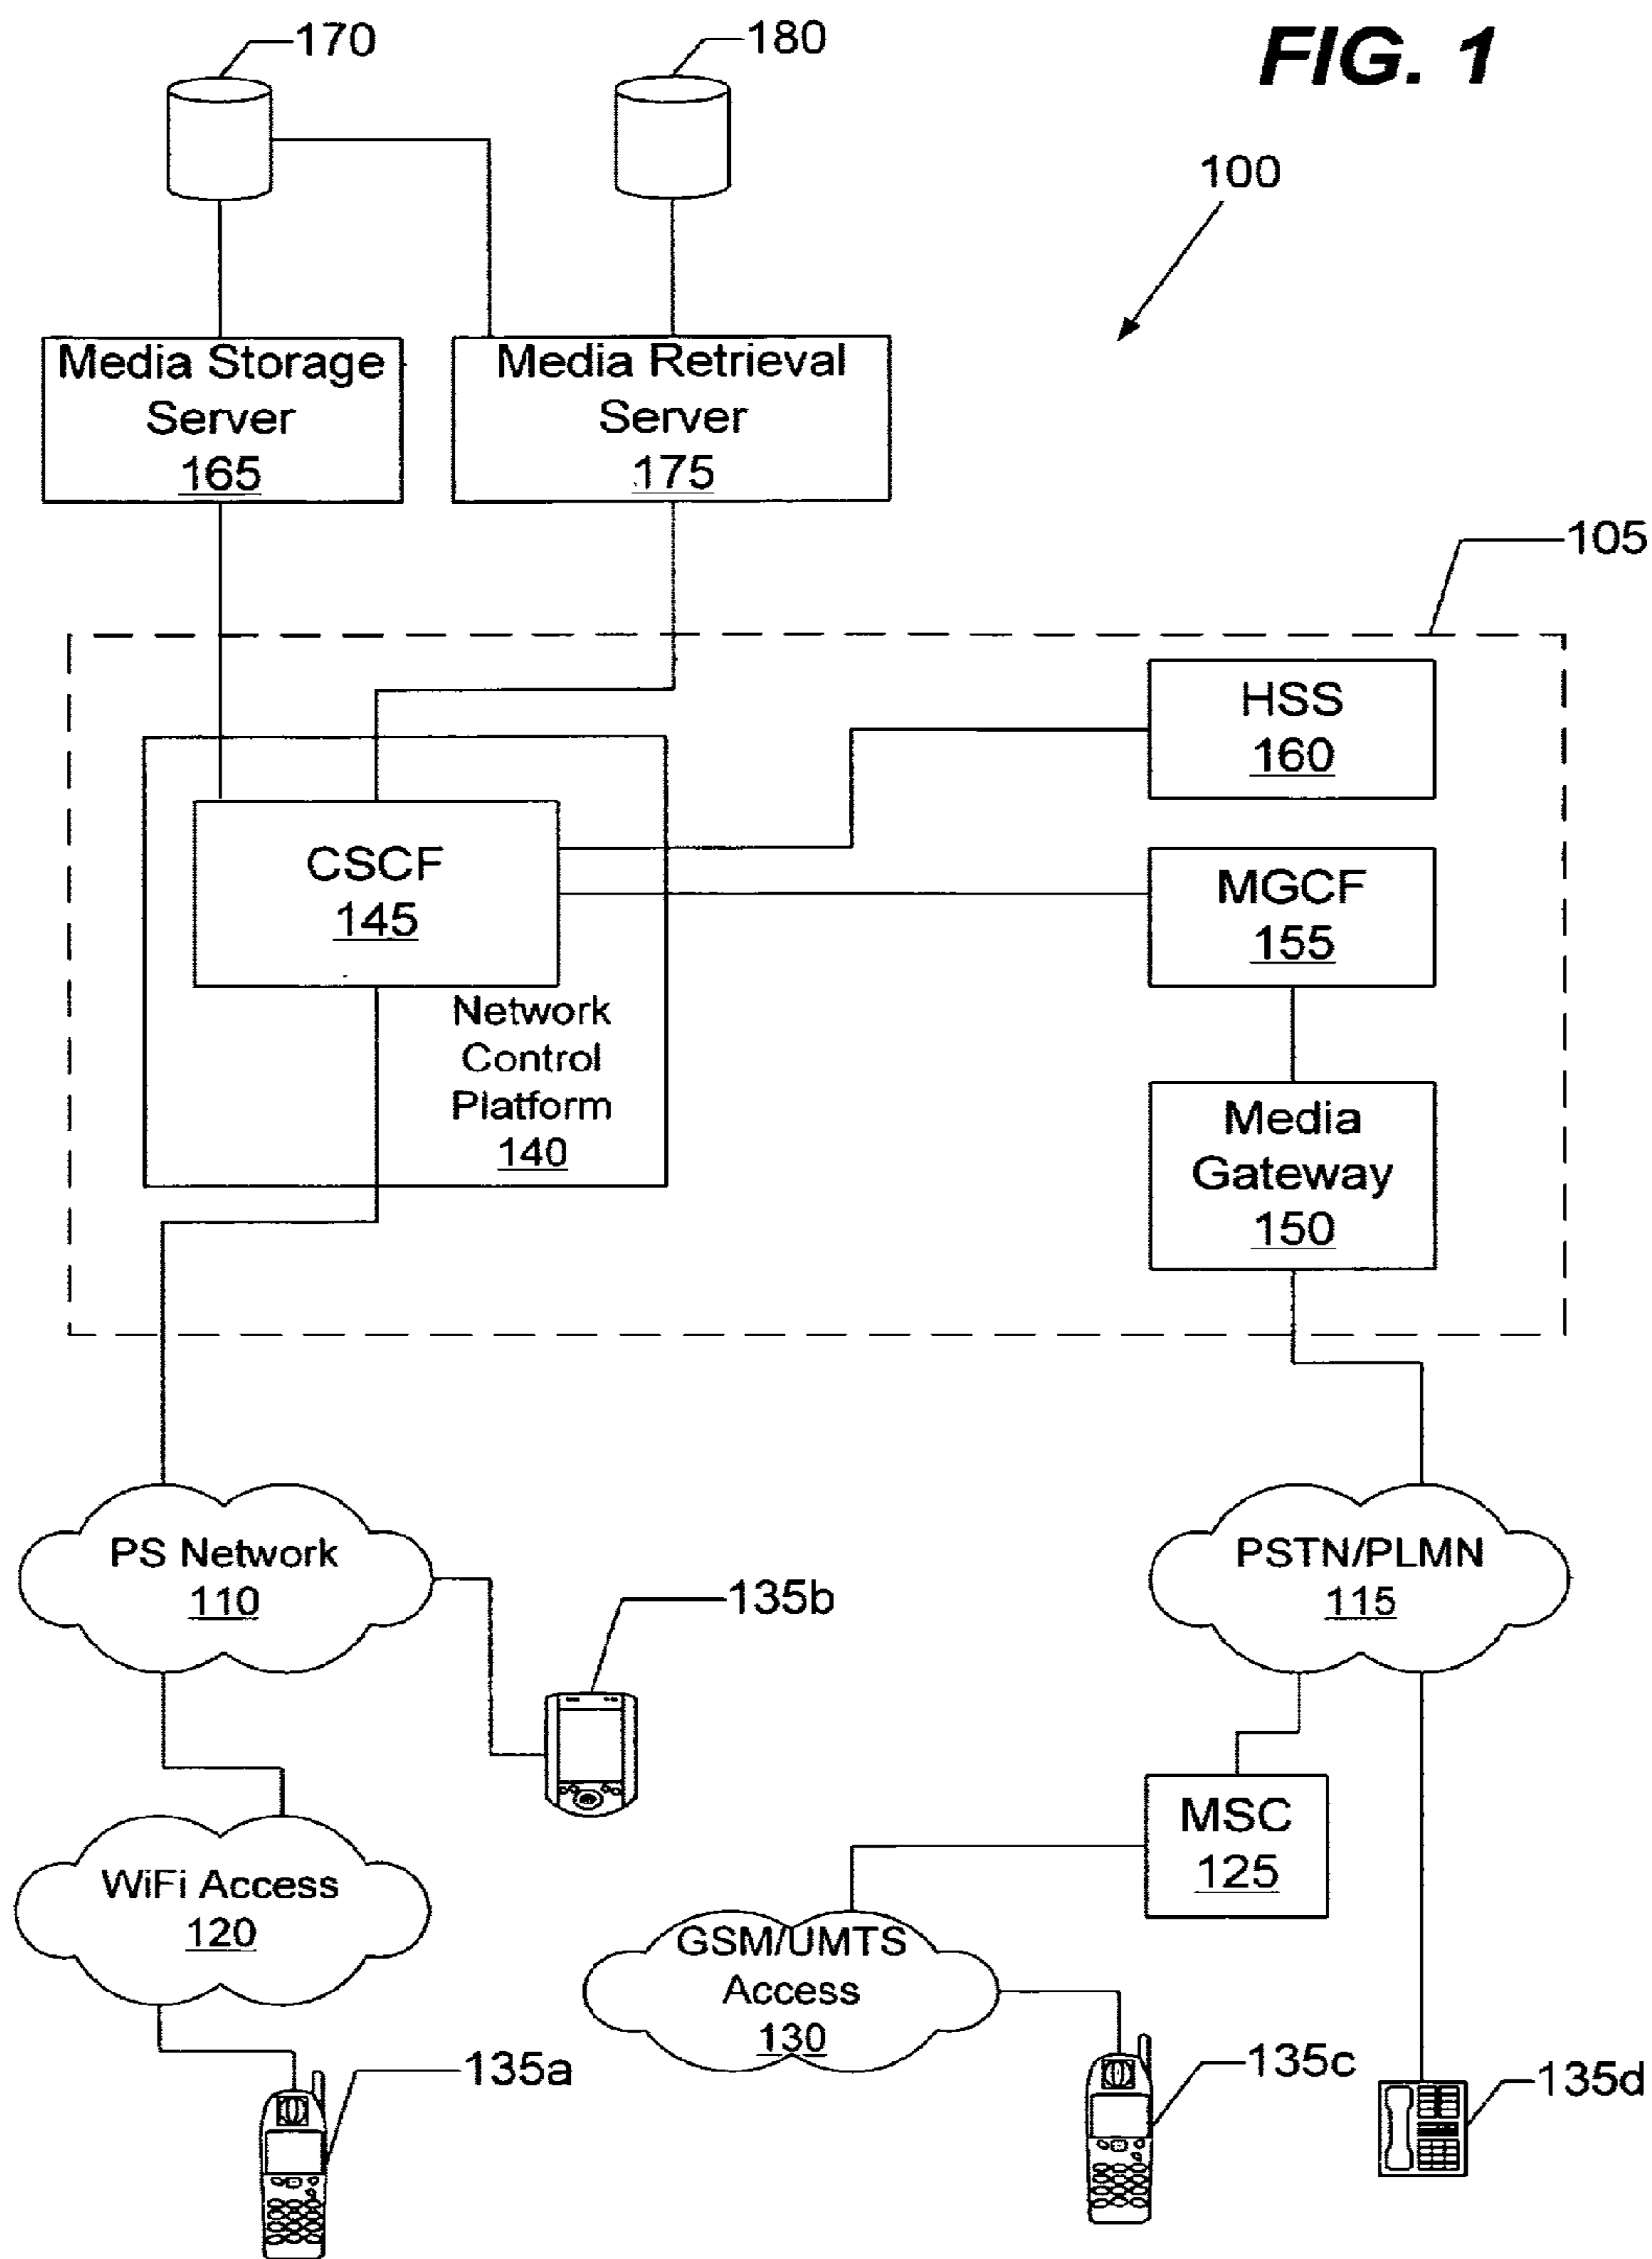 FIG. 1
170
180
100
Media Storage
Server
165
Media Retrieval
Server
175
105
HSS
160
CSCF
145
MGCF
155
Network
Control
Platform
140
Media
Gateway
150
PS Network
110
135b
PSTN/PLMN
115
MSC
125
WiFi Access
120
GSM/UMTS
Access
130
135a
135c
135d